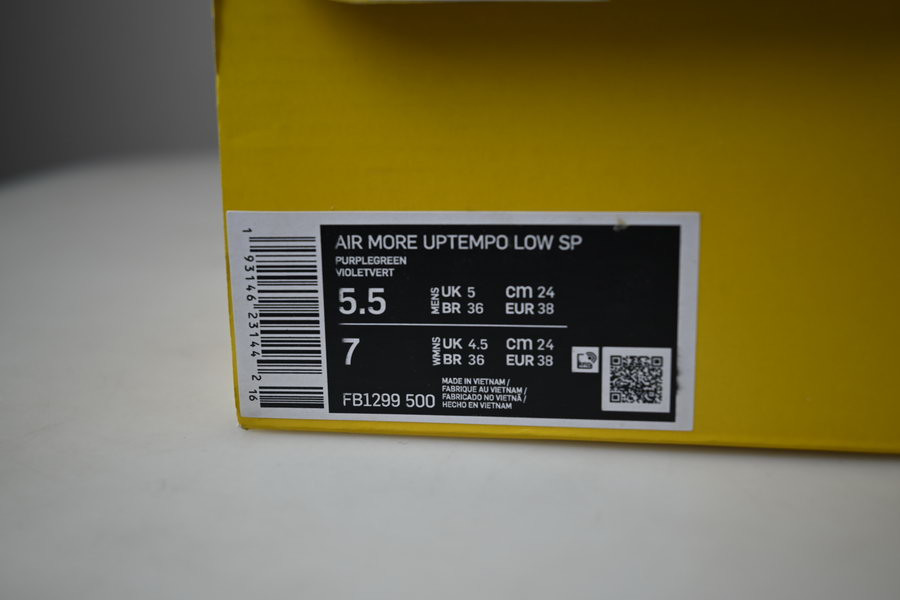 AIR MORE UPTEMPO LOW SP
PURPLEGREEN
VIOLETVERT
5.5 MENS UK 5 cm 24
BR 36 EUR 38
7 WMNS UK 4.5 cm 24
BR 36 EUR 38
FB1299 500
MADE IN VIETNAM /
FABRIQUE AU VIETNAM /
FABRICADO NO VIETNÃ /
HECHO EN VIETNAM
1 93146 23144 2 16